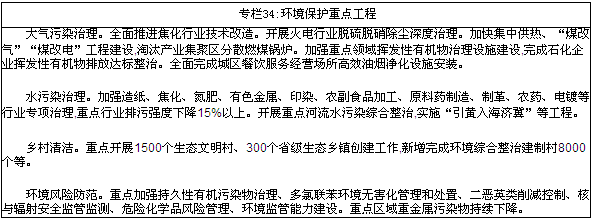 专栏34：环境保护重点工程
大气污染治理。全面推进焦化行业技术改造。开展火电行业脱硫脱硝除尘深度治理。加快集中供热、“煤改
气”“煤改电”工程建设,淘汰产业集聚区分散燃煤锅炉。加强重点领域挥发性有机物治理设施建设,完成石化企
业挥发性有机物排放达标整治。全面完成城区餐饮服务经营场所高效油烟净化设施安装。
水污染治理。加强造纸、焦化、氮肥、有色金属、印染、农副食品加工、原料药制造、制革、农药、电镀等
行业专项治理,重点行业排污强度下降15%以上。开展重点河流水污染综合整治,实施“引黄入海济冀”等工程。
乡村清洁。重点开展1500个生态文明村、300个省级生态乡镇创建工作,新增完成环境综合整治建制村8000
个等。
环境风险防范。重点加强持久性有机污染物治理、多氯联苯环境无害化管理和处置、二恶英类削减控制、核
与辐射安全监管监测、危险化学品风险管理、环境监管能力建设。重点区域重金属污染物持续下降。